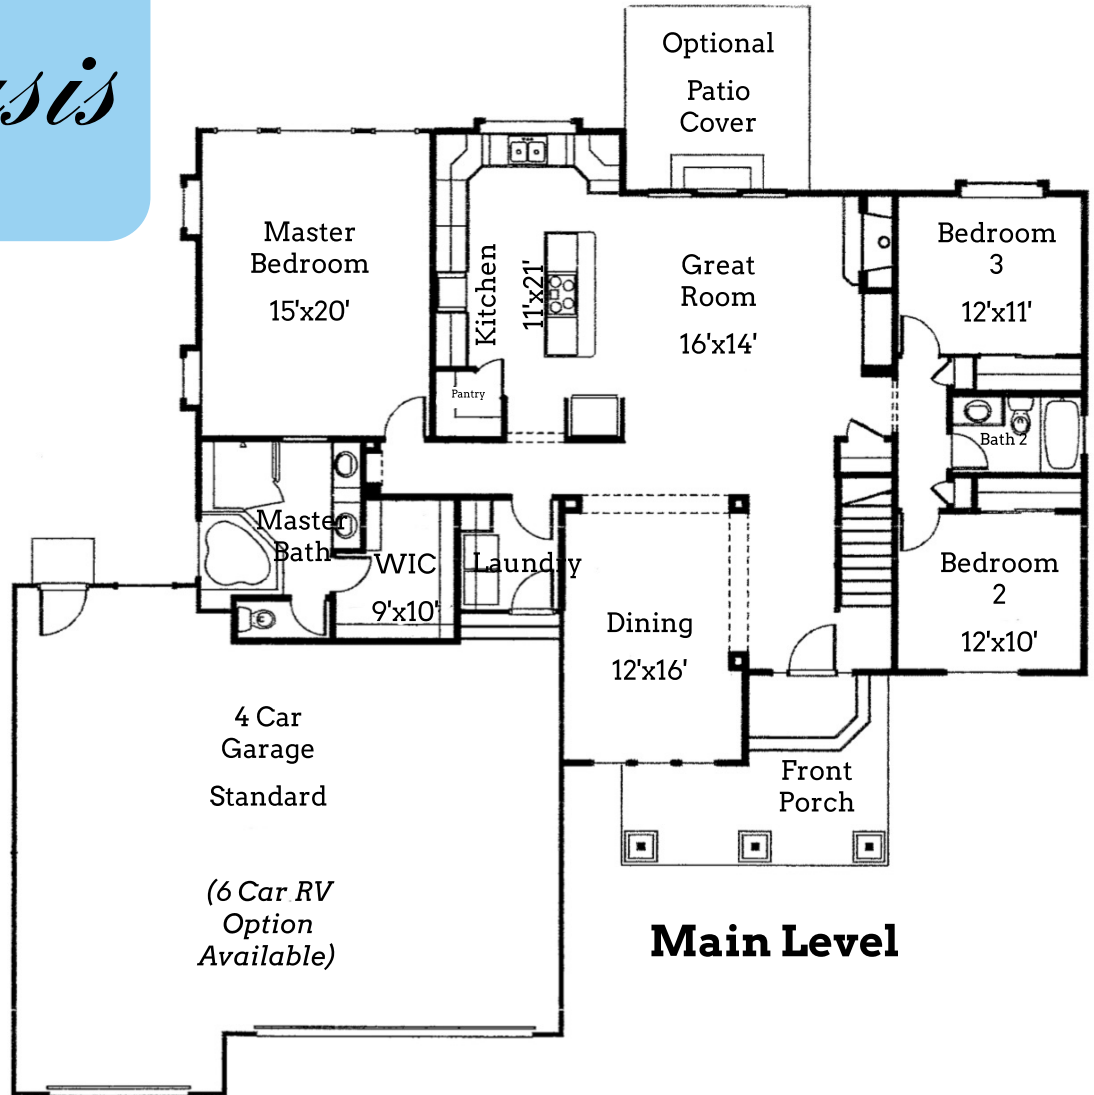 Optional
Patio
Cover
Master
Bedroom
15'x20'
Kitchen
11'x21'
Great
Room
16'x14'
Bedroom
3
12'x11'
Pantry
Bath 2
Master
Bath
WIC
9'x10'
Laundry
Dining
12'x16'
Bedroom
2
12'x10'
4 Car
Garage
Standard
(6 Car RV
Option
Available)
Front
Porch
Main Level